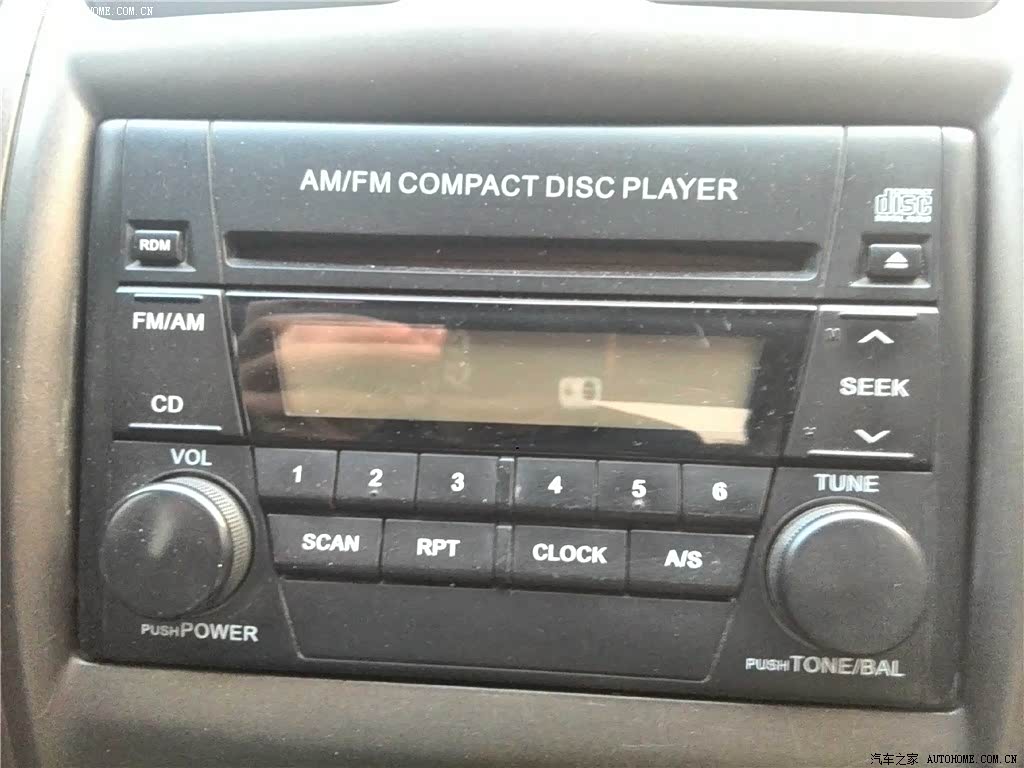 AUTOHOME.COM.CN
AM/FM COMPACT DISC PLAYER
disc
RDM
FM/AM
SEEK
CD
VOL
TUNE
1 2 3 4 5 6
SCAN RPT CLOCK A/S
PUSH POWER
PUSH TONE/BAL
汽车之家 AUTOHOME.COM.CN